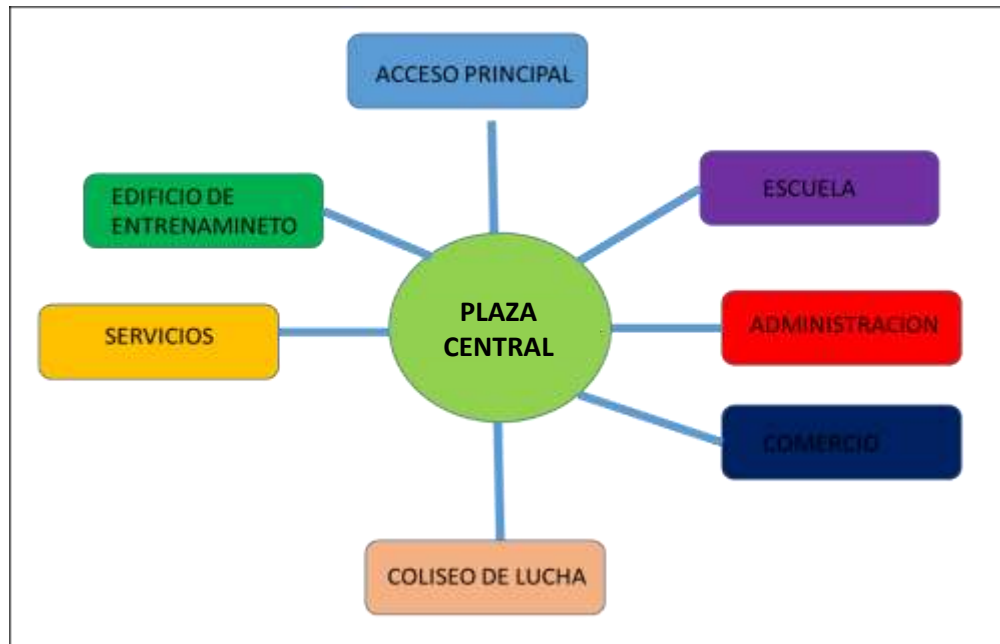 ACCESO PRINCIPAL
EDIFICIO DE
ENTRENAMINETO
ESCUELA
SERVICIOS
PLAZA
CENTRAL
ADMINISTRACION
COMERCIO
COLISEO DE LUCHA